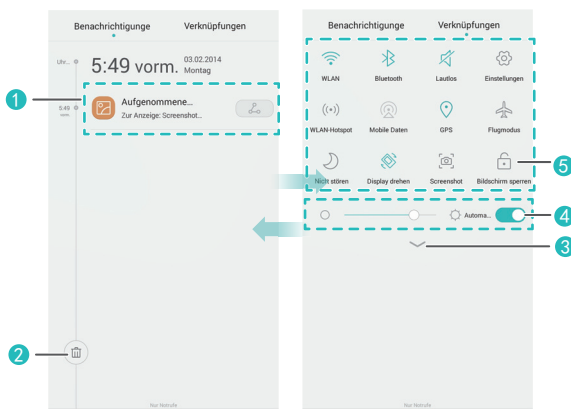 Benachrichtigunge Verknüpfungen
Uhr...
5:49 vorm.
03.02.2014
Montag
1
5:49
vorm.
Aufgenommene...
Zur Anzeige: Screenshot...
2
Nur Notrufe
Benachrichtigunge Verknüpfungen
WLAN Bluetooth Lautlos Einstellungen
WLAN-Hotspot Mobile Daten GPS Flugmodus
Nicht stören Display drehen Screenshot Bildschirm sperren
5
Automa...
4
3
Nur Notrufe